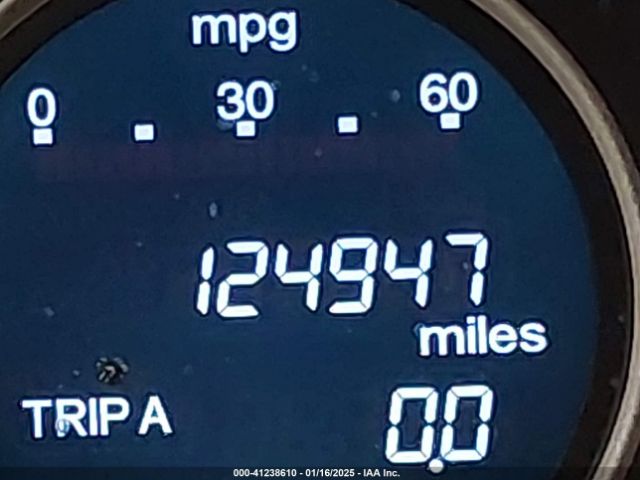 mpg
0 30 60
124947
miles
TRIP A 0.0
000-41238610 - 01/16/2025 - IAA Inc.